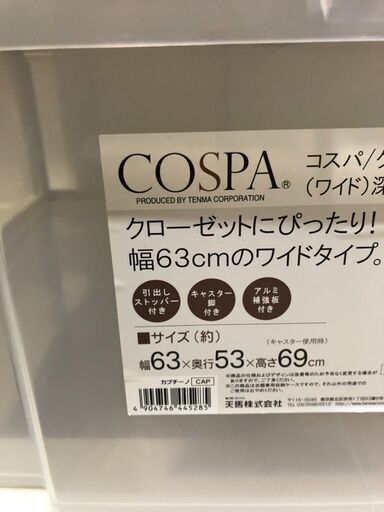 COSPA®
PRODUCED BY TENMA CORPORATION
コスパ/
(ワイド)深
クローゼットにぴったり!
幅63cmのワイドタイプ。
引出し
ストッパー
付き
キャスター
脚
付き
アルミ
補強板
付き
■サイズ(約)
(キャスター使用時)
幅63×奥行53×高さ69cm
カプチーノ CAP
4 904746 445285
天馬株式会社